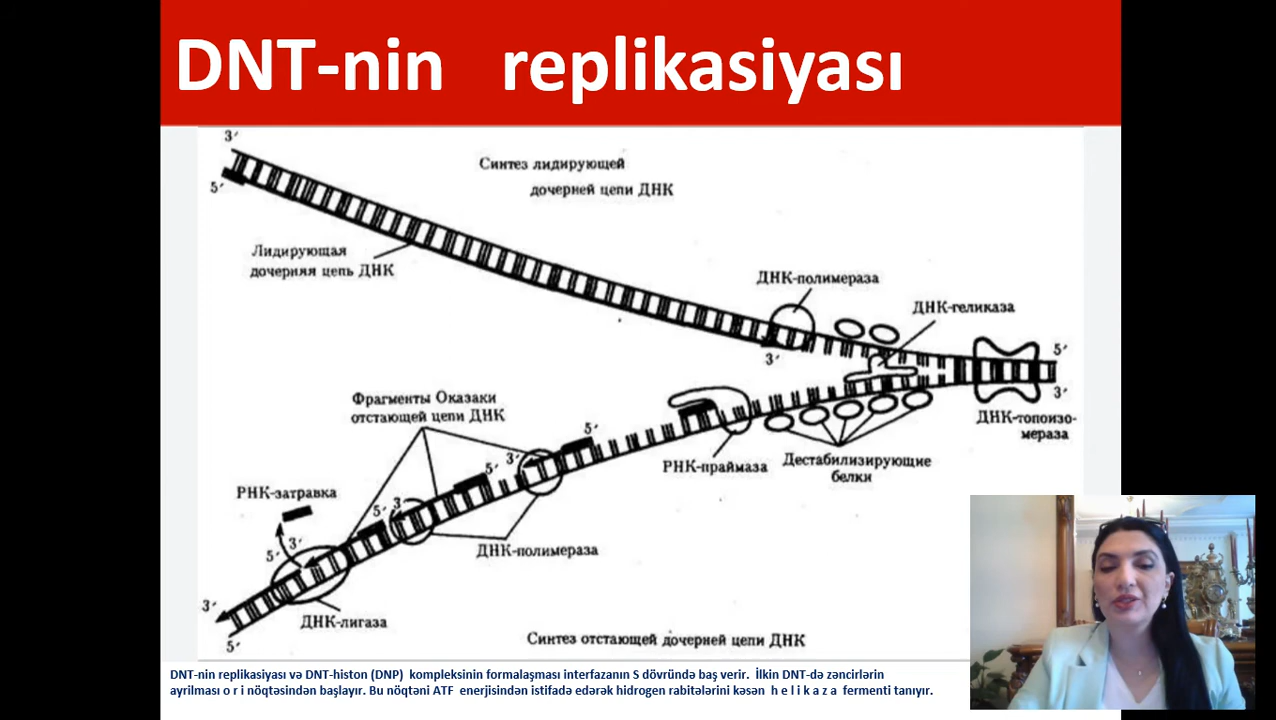 DNT-nin replikasiyası
3′
5′
Синтез лидирующей
дочерней цепи ДНК
Лидирующая
дочерняя цепь ДНК
ДНК-полимераза
ДНК-геликаза
3′
5′
3′
ДНК-топоизо-
мераза
Фрагменты Оказаки
отстающей цепи ДНК
5′
3′
РНК-праймаза
Дестабилизирующие
белки
5′
РНК-затравка
3
5′
3′
5′
ДНК-полимераза
3′
5′
ДНК-лигаза
Синтез отстающей дочерней цепи ДНК
DNT-nin replikasiyası və DNT-histon (DNP) kompleksinin formalaşması interfazanın S dövründə baş verir. İlkin DNT-də zəncirlərin
ayrılması o r i nöqtəsindən başlayır. Bu nöqtəni ATF enerjisindən istifadə edərək hidrogen rabitələrini kəsən h e l i k a z a fermenti tanıyır.